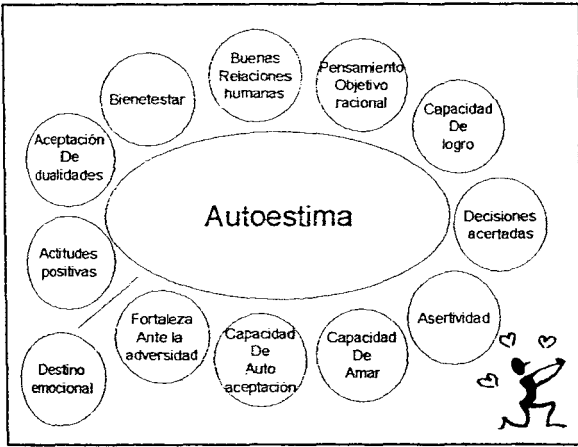 Buenas
Relaciones
humanas
Pensamiento
Objetivo
racional
Bienetestar
Capacidad
De
logro
Aceptación
De
dualidades
Autoestima
Decisiones
acertadas
Actitudes
positivas
Asertividad
Fortaleza
Ante la
adversidad
Capacidad
De
Auto
aceptación
Capacidad
De
Amar
Destino
emocional